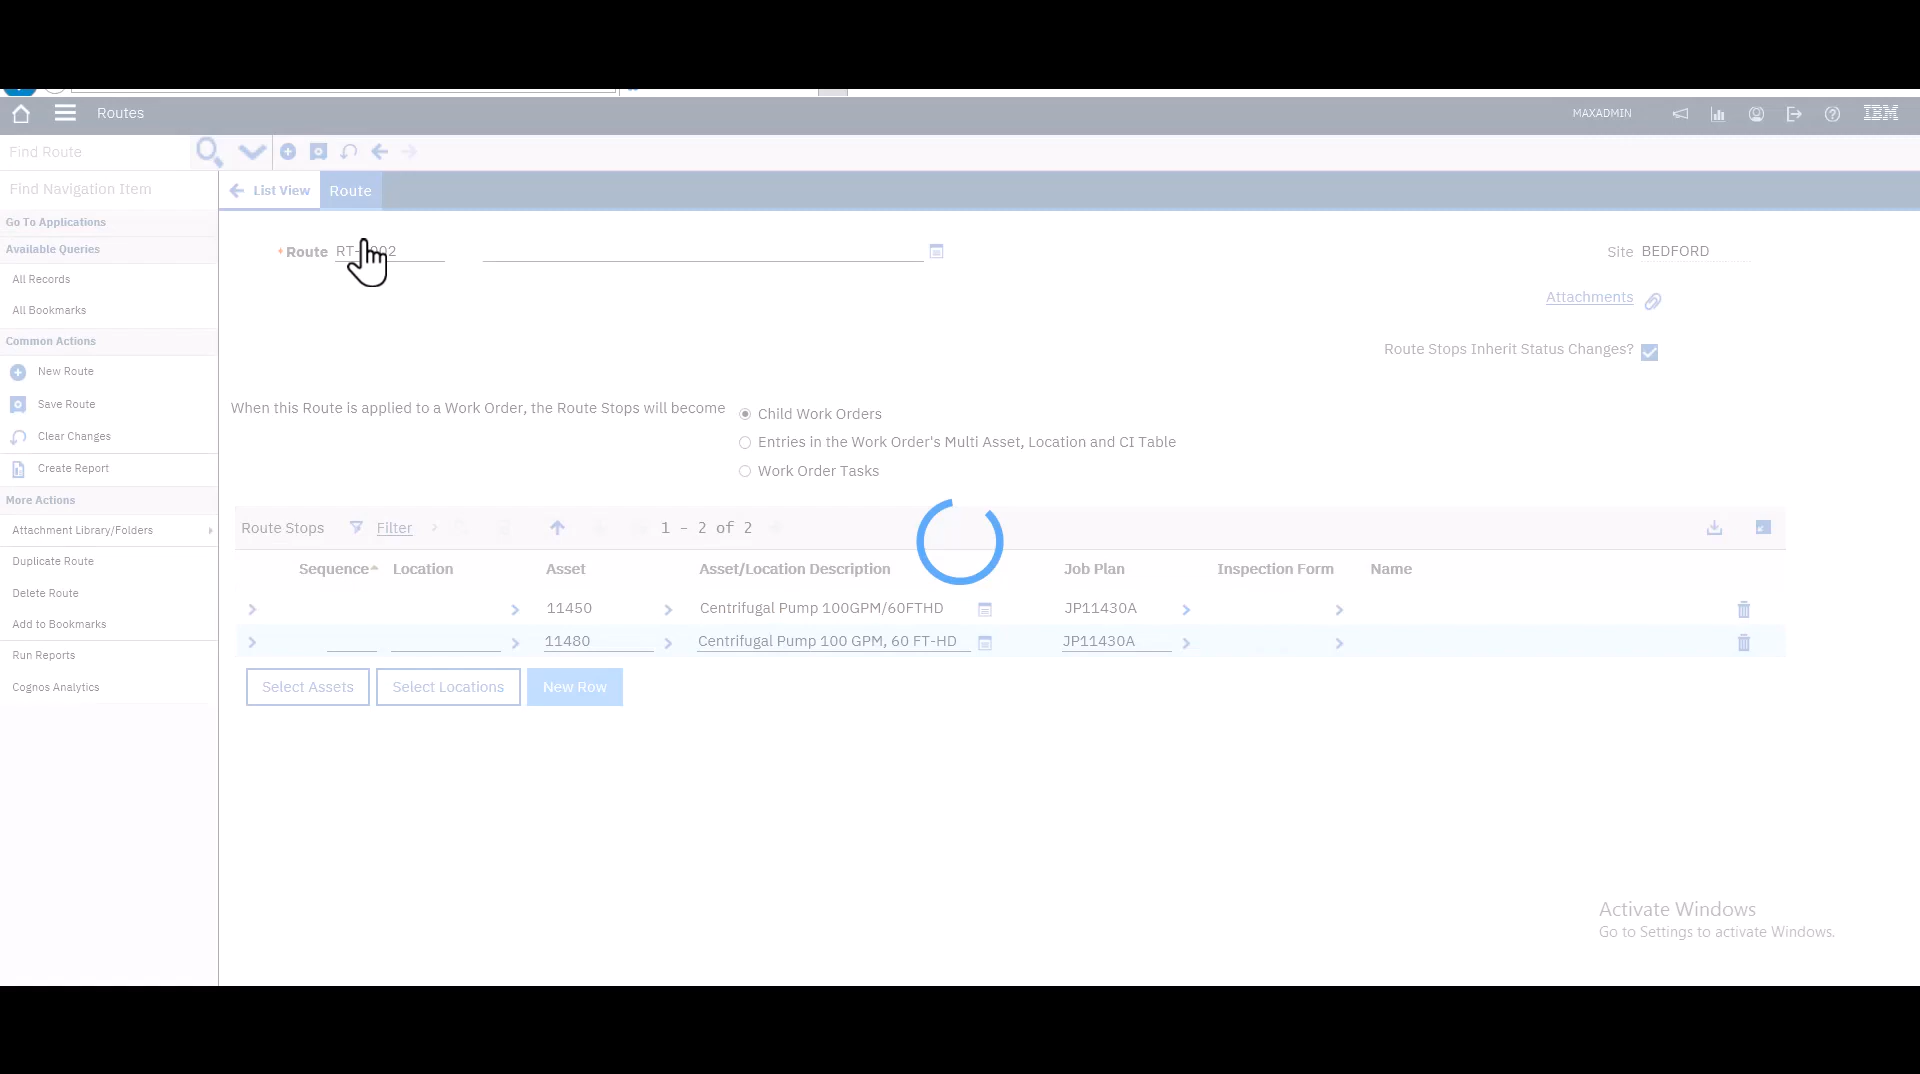 Routes
MAXADMIN
IBM
Find Route
Find Navigation Item
List View
Route
Go To Applications
Available Queries
All Records
All Bookmarks
Common Actions
New Route
Save Route
Clear Changes
Create Report
More Actions
Attachment Library/Folders
Duplicate Route
Delete Route
Add to Bookmarks
Run Reports
Cognos Analytics
* Route
Site BEDFORD
Attachments
Route Stops Inherit Status Changes?
When this Route is applied to a Work Order, the Route Stops will become
Child Work Orders
Entries in the Work Order's Multi Asset, Location and CI Table
Work Order Tasks
Route Stops Filter 1 - 2 of 2
Sequence Location Asset Asset/Location Description Job Plan Inspection Form Name
11450 Centrifugal Pump 100GPM/60FTHD JP11430A
11480 Centrifugal Pump 100 GPM, 60 FT-HD JP11430A
Select Assets Select Locations New Row
Activate Windows
Go to Settings to activate Windows.